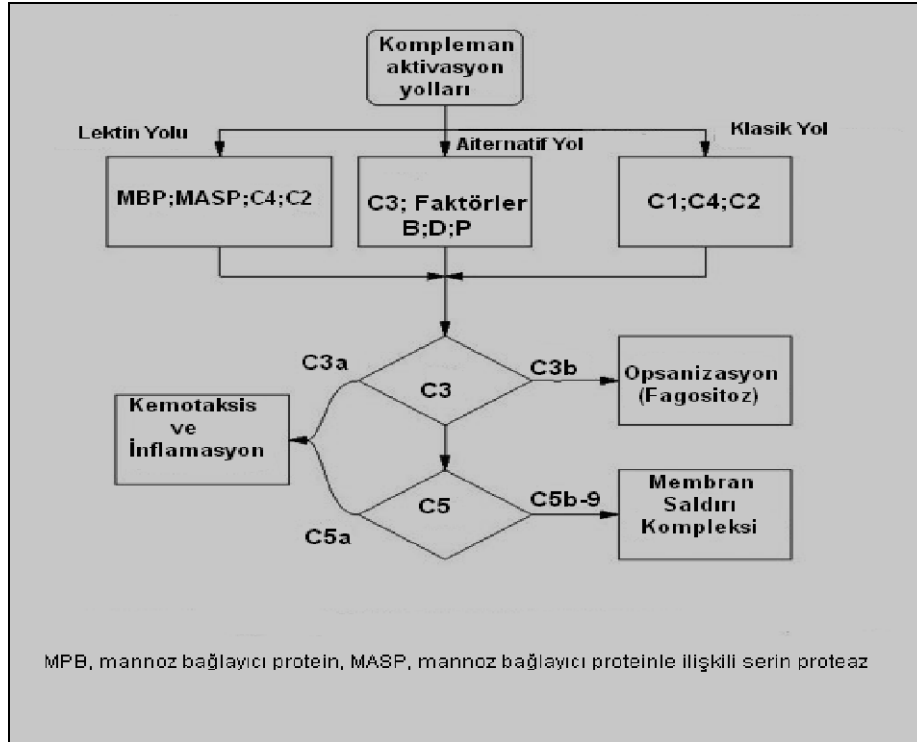 Kompleman
aktivasyon
yolları
Lektin Yolu
Aiternatif Yol
Klasik Yol
MBP;MASP;C4;C2
C3; Faktörler
B;D;P
C1;C4;C2
C3a
C3
C3b
Opsanizasyon
(Fagositoz)
Kemotaksis
ve
İnflamasyon
C5a
C5
C5b-9
Membran
Saldırı
Kompleksi
MPB, mannoz bağlayıcı protein, MASP, mannoz bağlayıcı proteinle ilişkili serin proteaz